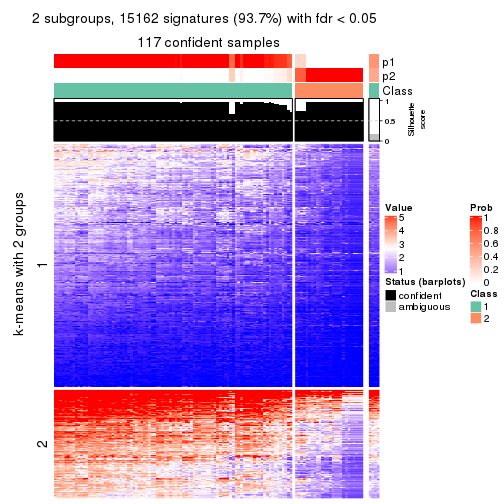 2 subgroups, 15162 signatures (93.7%) with fdr < 0.05
117 confident samples
p1
p2
Class
1
0.5
0
Silhouette
score
k-means with 2 groups
1
2
Value
5
4
3
2
1
Status (barplots)
confident
ambiguous
Prob
1
0.8
0.6
0.4
0.2
0
Class
1
2